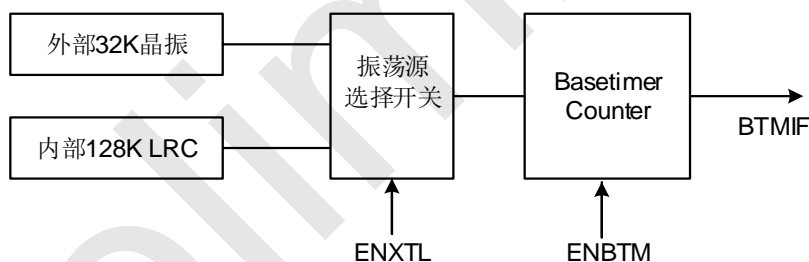 外部32K晶振
内部128K LRC
振荡源
选择开关
Basetimer
Counter
BTMIF
ENXTL
ENBTM